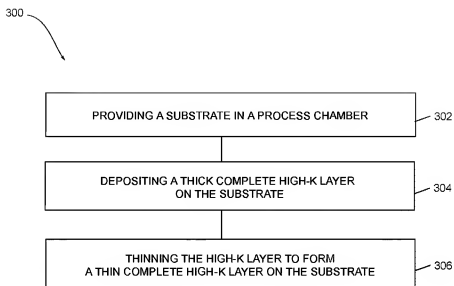 300
PROVIDING A SUBSTRATE IN A PROCESS CHAMBER
302
DEPOSITING A THICK COMPLETE HIGH-K LAYER
ON THE SUBSTRATE
304
THINNING THE HIGH-K LAYER TO FORM
A THIN COMPLETE HIGH-K LAYER ON THE SUBSTRATE
306